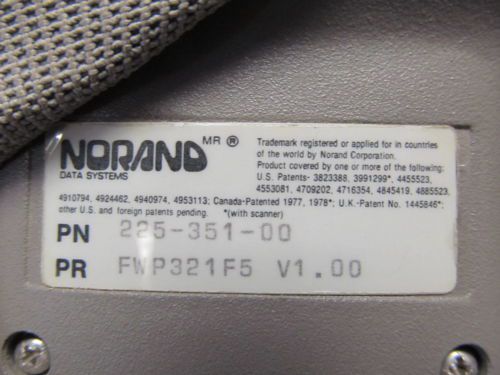 NORAND MR ®
DATA SYSTEMS
Trademark registered or applied for in countries
of the world by Norand Corporation.
Product covered by one or more of the following:
U.S. Patents- 3823388, 3991299*, 4455523,
4553081, 4709202, 4716354, 4845419, 4885523,
4910794, 4924462, 4940974, 4953113; Canada-Patented 1977, 1978*; U.K.-Patent No. 1445846*;
other U.S. and foreign patents pending. *(with scanner)
PN 225-351-00
PR FWP321F5 V1.00